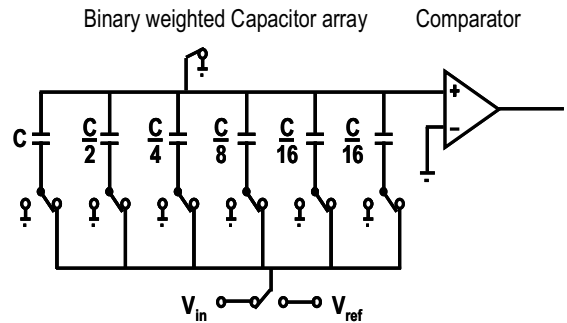 Binary weighted Capacitor array Comparator
C C/2 C/4 C/8 C/16 C/16
+
−
Vin Vref